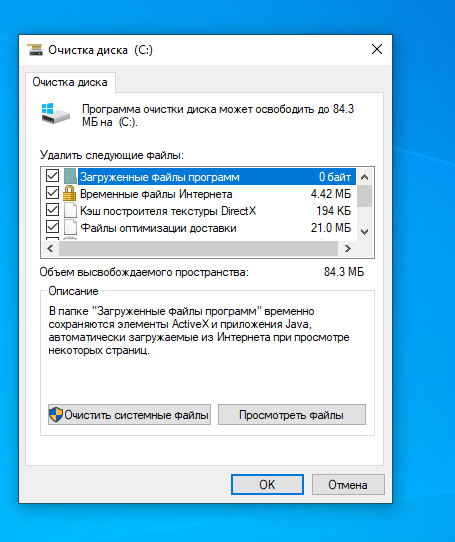 Очистка диска  (C:)
Очистка диска
Программа очистки диска может освободить до 84.3
МБ на  (C:).
Удалить следующие файлы:
Загруженные файлы программ 0 байт
Временные файлы Интернета 4.42 МБ
Кэш построителя текстуры DirectX 194 КБ
Файлы оптимизации доставки 21.0 МБ
Объем высвобождаемого пространства: 84.3 МБ
Описание
В папке "Загруженные файлы программ" временно
сохраняются элементы ActiveX и приложения Java,
автоматически загружаемые из Интернета при просмотре
некоторых страниц.
Очистить системные файлы Просмотреть файлы
OK Отмена